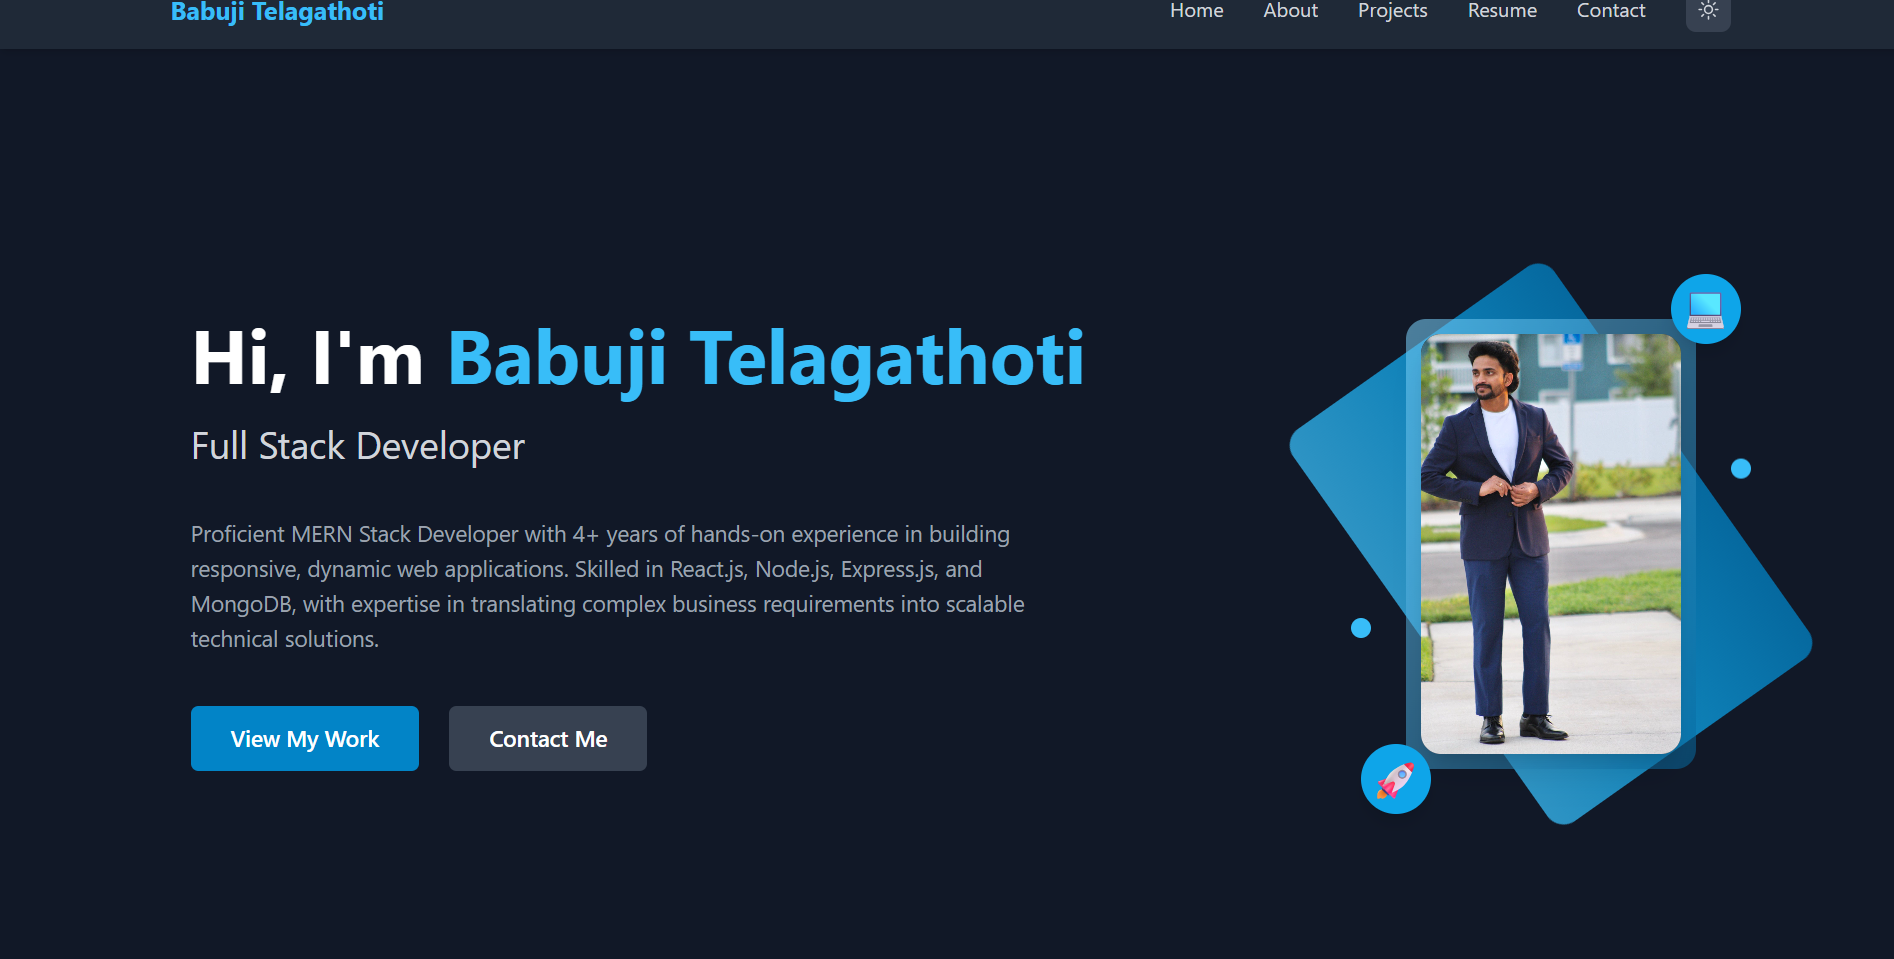 Babuji Telagathoti
Home About Projects Resume Contact
Hi, I'm Babuji Telagathoti
Full Stack Developer
Proficient MERN Stack Developer with 4+ years of hands-on experience in building
responsive, dynamic web applications. Skilled in React.js, Node.js, Express.js, and
MongoDB, with expertise in translating complex business requirements into scalable
technical solutions.
View My Work Contact Me